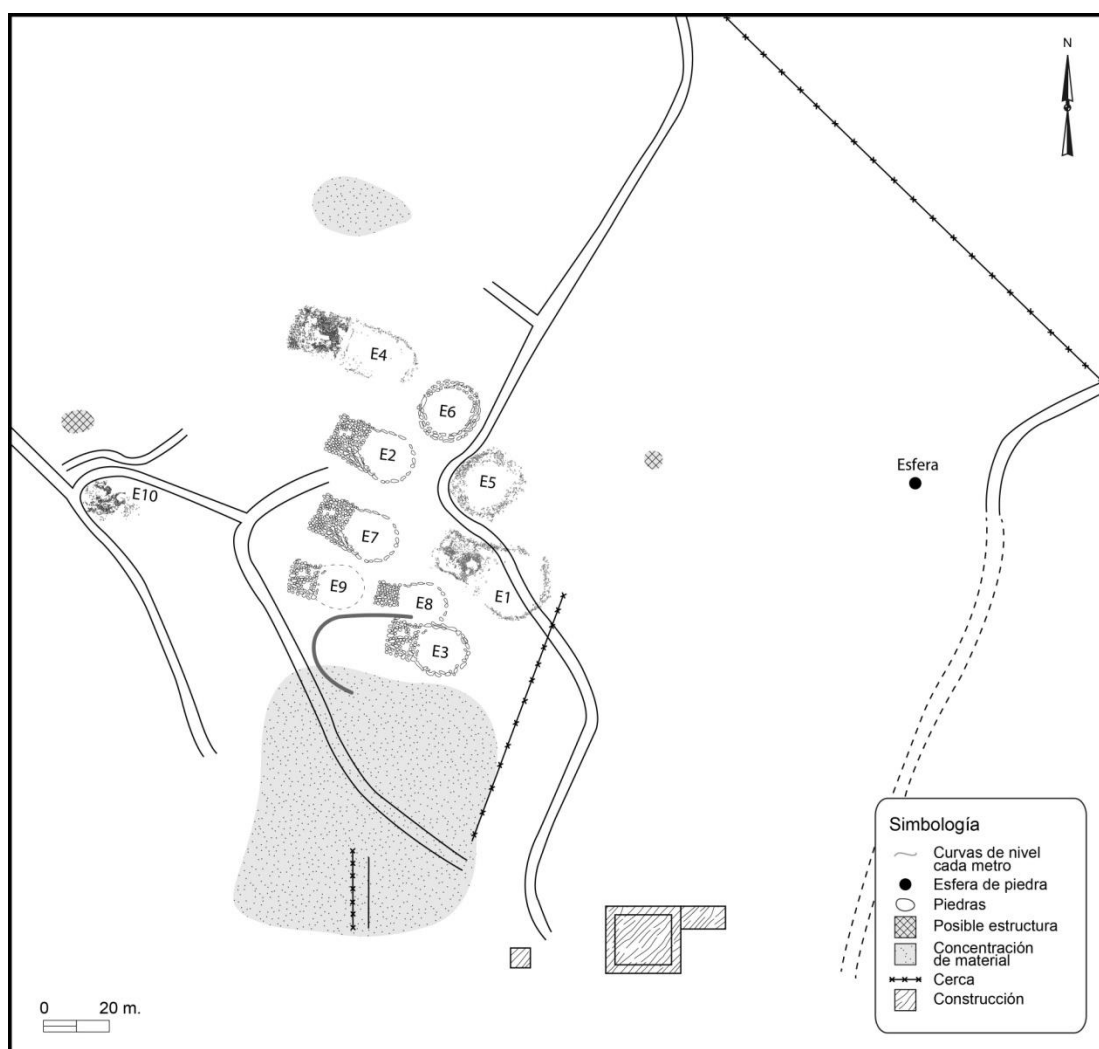 N
E4
E6
E2
E5
Esfera
E10
E7
E9
E8
E1
E3
Simbología
Curvas de nivel
cada metro
Esfera de piedra
Piedras
Posible estructura
Concentración
de material
Cerca
Construcción
0 20 m.